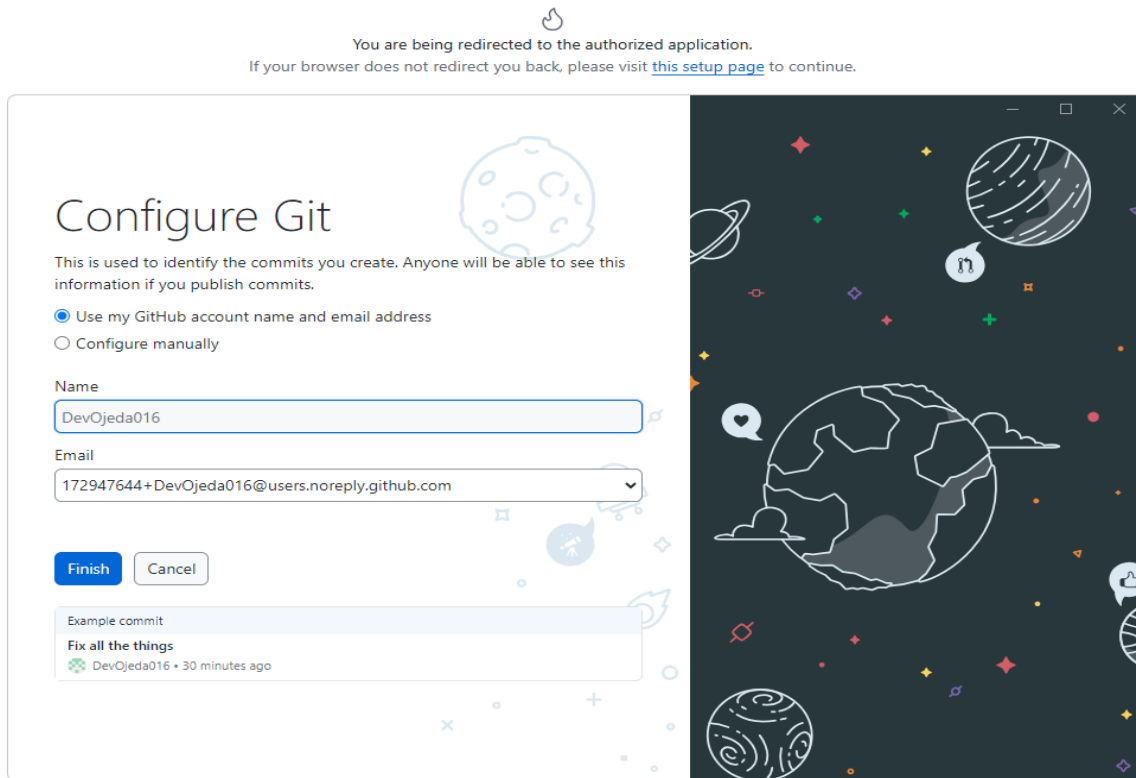 You are being redirected to the authorized application.
If your browser does not redirect you back, please visit this setup page to continue.
Configure Git
This is used to identify the commits you create. Anyone will be able to see this
information if you publish commits.
Use my GitHub account name and email address
Configure manually
Name
DevOjeda016
Email
172947644+DevOjeda016@users.noreply.github.com
Finish
Cancel
Example commit
Fix all the things
DevOjeda016 • 30 minutes ago